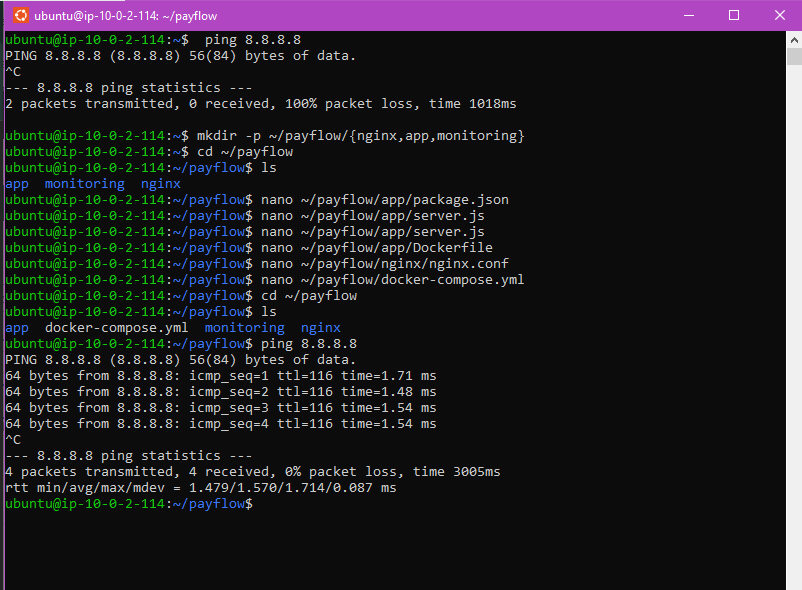 ubuntu@ip-10-0-2-114: ~/payflow
ubuntu@ip-10-0-2-114:~$  ping 8.8.8.8
PING 8.8.8.8 (8.8.8.8) 56(84) bytes of data.
^C
--- 8.8.8.8 ping statistics ---
2 packets transmitted, 0 received, 100% packet loss, time 1018ms

ubuntu@ip-10-0-2-114:~$ mkdir -p ~/payflow/{nginx,app,monitoring}
ubuntu@ip-10-0-2-114:~$ cd ~/payflow
ubuntu@ip-10-0-2-114:~/payflow$ ls
app  monitoring  nginx
ubuntu@ip-10-0-2-114:~/payflow$ nano ~/payflow/app/package.json
ubuntu@ip-10-0-2-114:~/payflow$ nano ~/payflow/app/server.js
ubuntu@ip-10-0-2-114:~/payflow$ nano ~/payflow/app/server.js
ubuntu@ip-10-0-2-114:~/payflow$ nano ~/payflow/app/Dockerfile
ubuntu@ip-10-0-2-114:~/payflow$ nano ~/payflow/nginx/nginx.conf
ubuntu@ip-10-0-2-114:~/payflow$ nano ~/payflow/docker-compose.yml
ubuntu@ip-10-0-2-114:~/payflow$ cd ~/payflow
ubuntu@ip-10-0-2-114:~/payflow$ ls
app  docker-compose.yml  monitoring  nginx
ubuntu@ip-10-0-2-114:~/payflow$ ping 8.8.8.8
PING 8.8.8.8 (8.8.8.8) 56(84) bytes of data.
64 bytes from 8.8.8.8: icmp_seq=1 ttl=116 time=1.71 ms
64 bytes from 8.8.8.8: icmp_seq=2 ttl=116 time=1.48 ms
64 bytes from 8.8.8.8: icmp_seq=3 ttl=116 time=1.54 ms
64 bytes from 8.8.8.8: icmp_seq=4 ttl=116 time=1.54 ms
^C
--- 8.8.8.8 ping statistics ---
4 packets transmitted, 4 received, 0% packet loss, time 3005ms
rtt min/avg/max/mdev = 1.479/1.570/1.714/0.087 ms
ubuntu@ip-10-0-2-114:~/payflow$